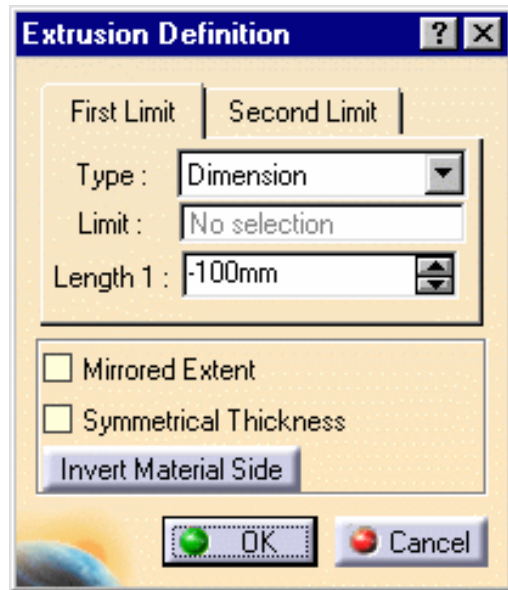 Extrusion Definition ? ×
First Limit Second Limit
Type : Dimension
Limit : No selection
Length 1 : -100mm
Mirrored Extent
Symmetrical Thickness
Invert Material Side
OK Cancel